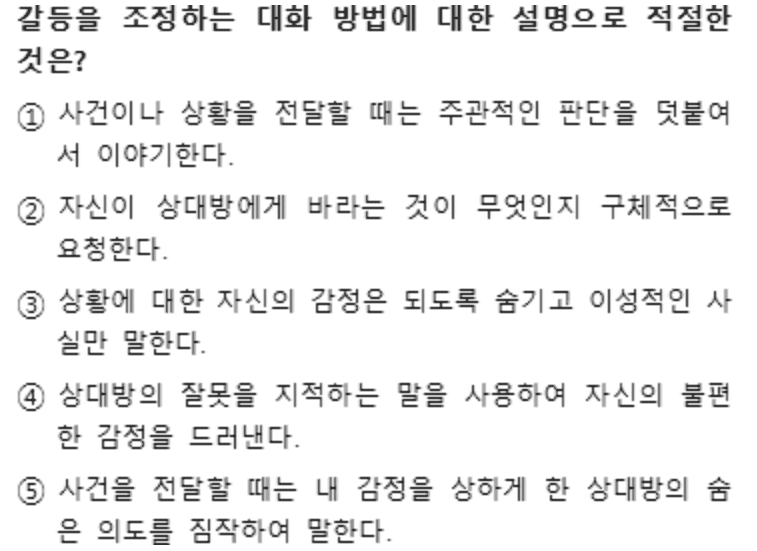 갈등을 조정하는 대화 방법에 대한 설명으로 적절한
것은?
① 사건이나 상황을 전달할 때는 주관적인 판단을 덧붙여
서 이야기한다.
② 자신이 상대방에게 바라는 것이 무엇인지 구체적으로
요청한다.
③ 상황에 대한 자신의 감정은 되도록 숨기고 이성적인 사
실만 말한다.
④ 상대방의 잘못을 지적하는 말을 사용하여 자신의 불편
한 감정을 드러낸다.
⑤ 사건을 전달할 때는 내 감정을 상하게 한 상대방의 숨
은 의도를 짐작하여 말한다.